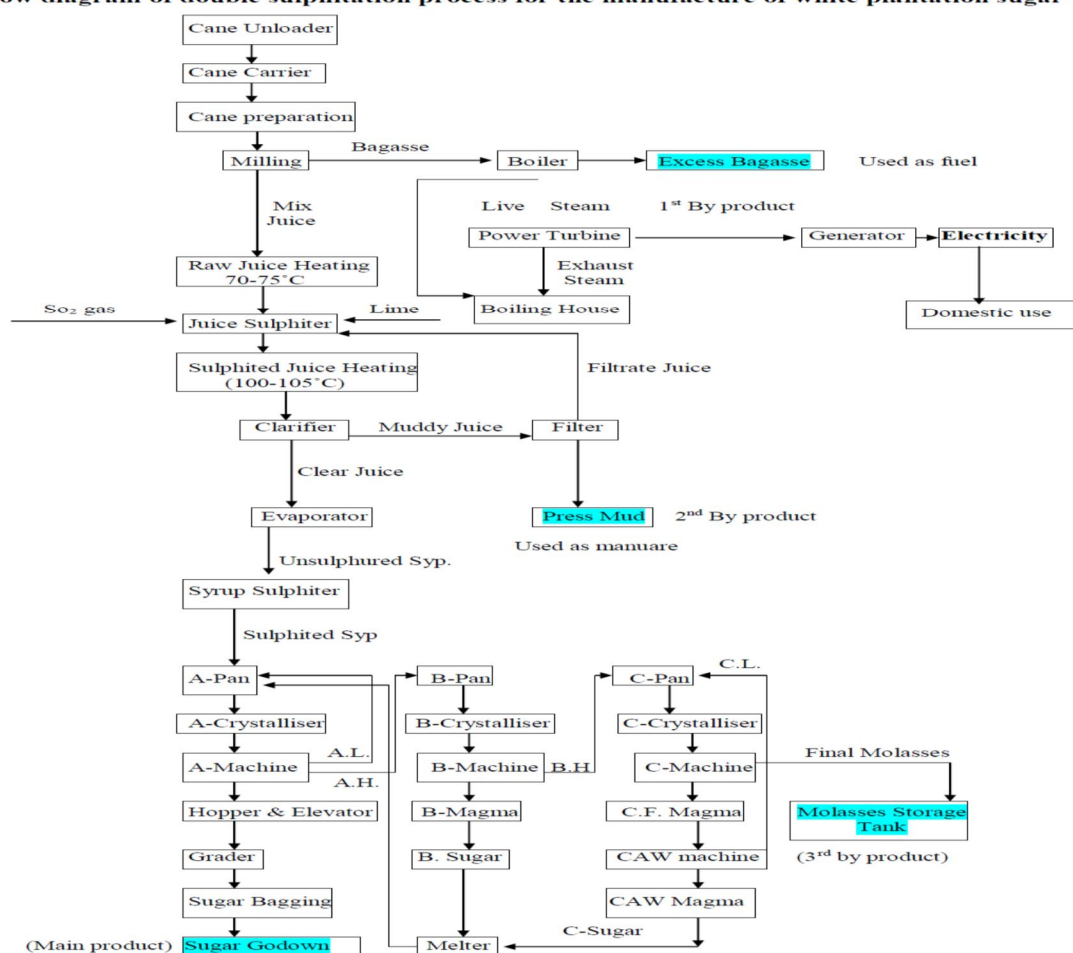 ow diagram of double sulphitation process for the manufacture of white plantation sugar
Cane Unloader
Cane Carrier
Cane preparation
Milling
Bagasse
Boiler
Excess Bagasse
Used as fuel
Mix
Juice
Live Steam
1st By product
Power Turbine
Generator
Electricity
Exhaust
Steam
Raw Juice Heating
70-75˚C
So₂ gas
Juice Sulphiter
Lime
Boiling House
Domestic use
Sulphited Juice Heating
(100-105˚C)
Filtrate Juice
Clarifier
Muddy Juice
Filter
Clear Juice
Evaporator
Press Mud
2nd By product
Used as manuare
Unsulphured Syp.
Syrup Sulphiter
Sulphited Syp
A-Pan
B-Pan
C-Pan
C.L.
A-Crystalliser
B-Crystalliser
C-Crystalliser
A.L.
A-Machine
A.H.
B-Machine
B.H
C-Machine
Final Molasses
Hopper & Elevator
B-Magma
C.F. Magma
Molasses Storage
Tank
Grader
B. Sugar
CAW machine
(3rd by product)
Sugar Bagging
CAW Magma
C-Sugar
(Main product)
Sugar Godown
Melter